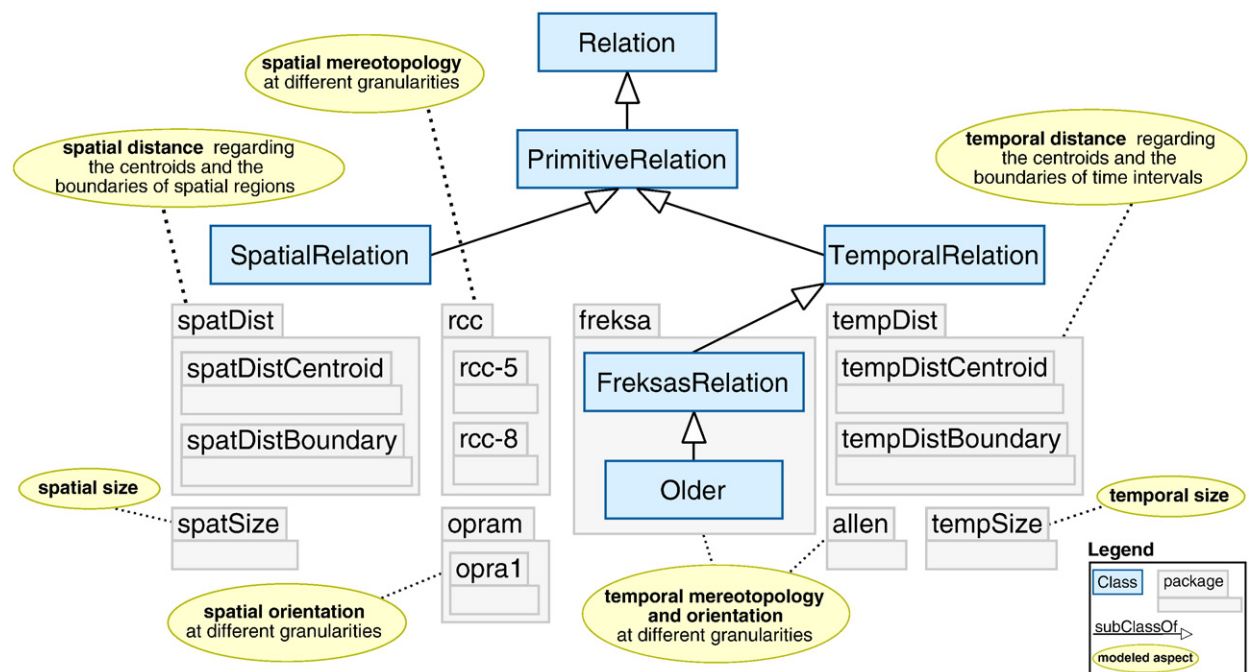 Relation
spatial mereotopology
at different granularities
spatial distance regarding
the centroids and the
boundaries of spatial regions
PrimitiveRelation
temporal distance regarding
the centroids and the
boundaries of time intervals
SpatialRelation
TemporalRelation
spatDist
spatDistCentroid
spatDistBoundary
rcc
rcc-5
rcc-8
freksa
FreksasRelation
Older
tempDist
tempDistCentroid
tempDistBoundary
spatial size
spatSize
opram
opra1
allen
tempSize
temporal size
spatial orientation
at different granularities
temporal mereotopology
and orientation
at different granularities
Legend
Class
package
subClassOf
modeled aspect